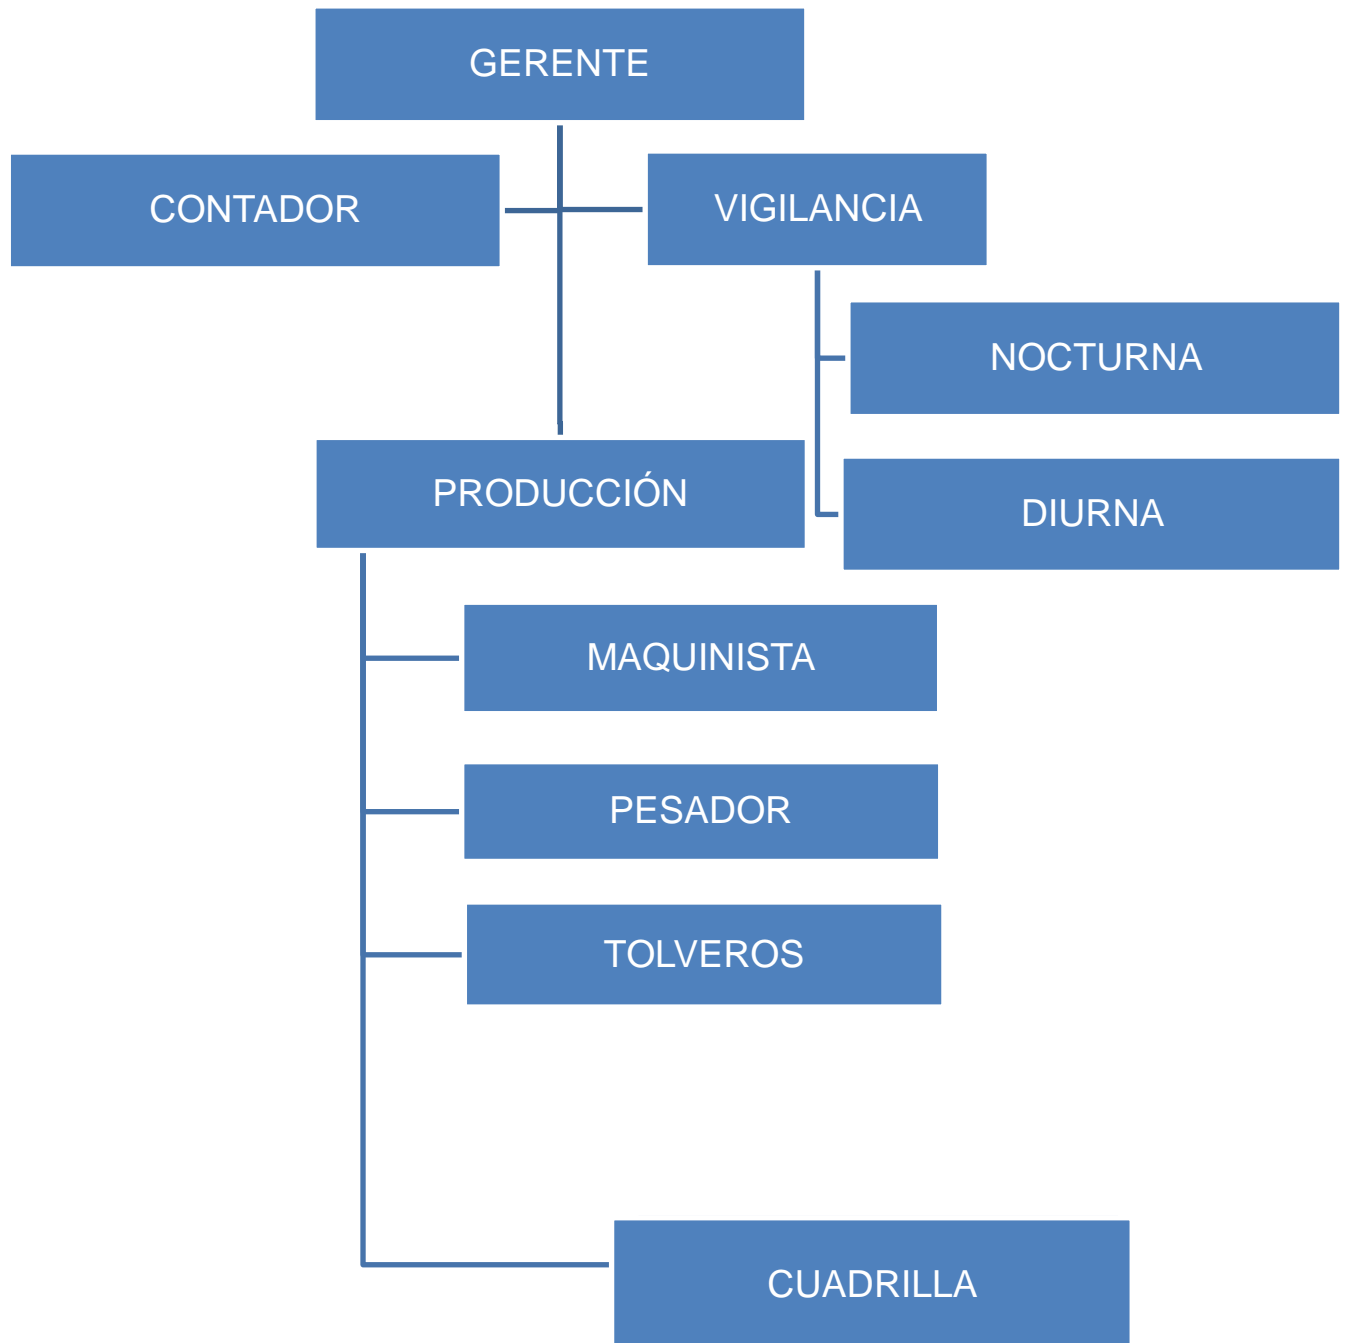 GERENTE
CONTADOR
VIGILANCIA
NOCTURNA
PRODUCCIÓN
DIURNA
MAQUINISTA
PESADOR
TOLVEROS
CUADRILLA